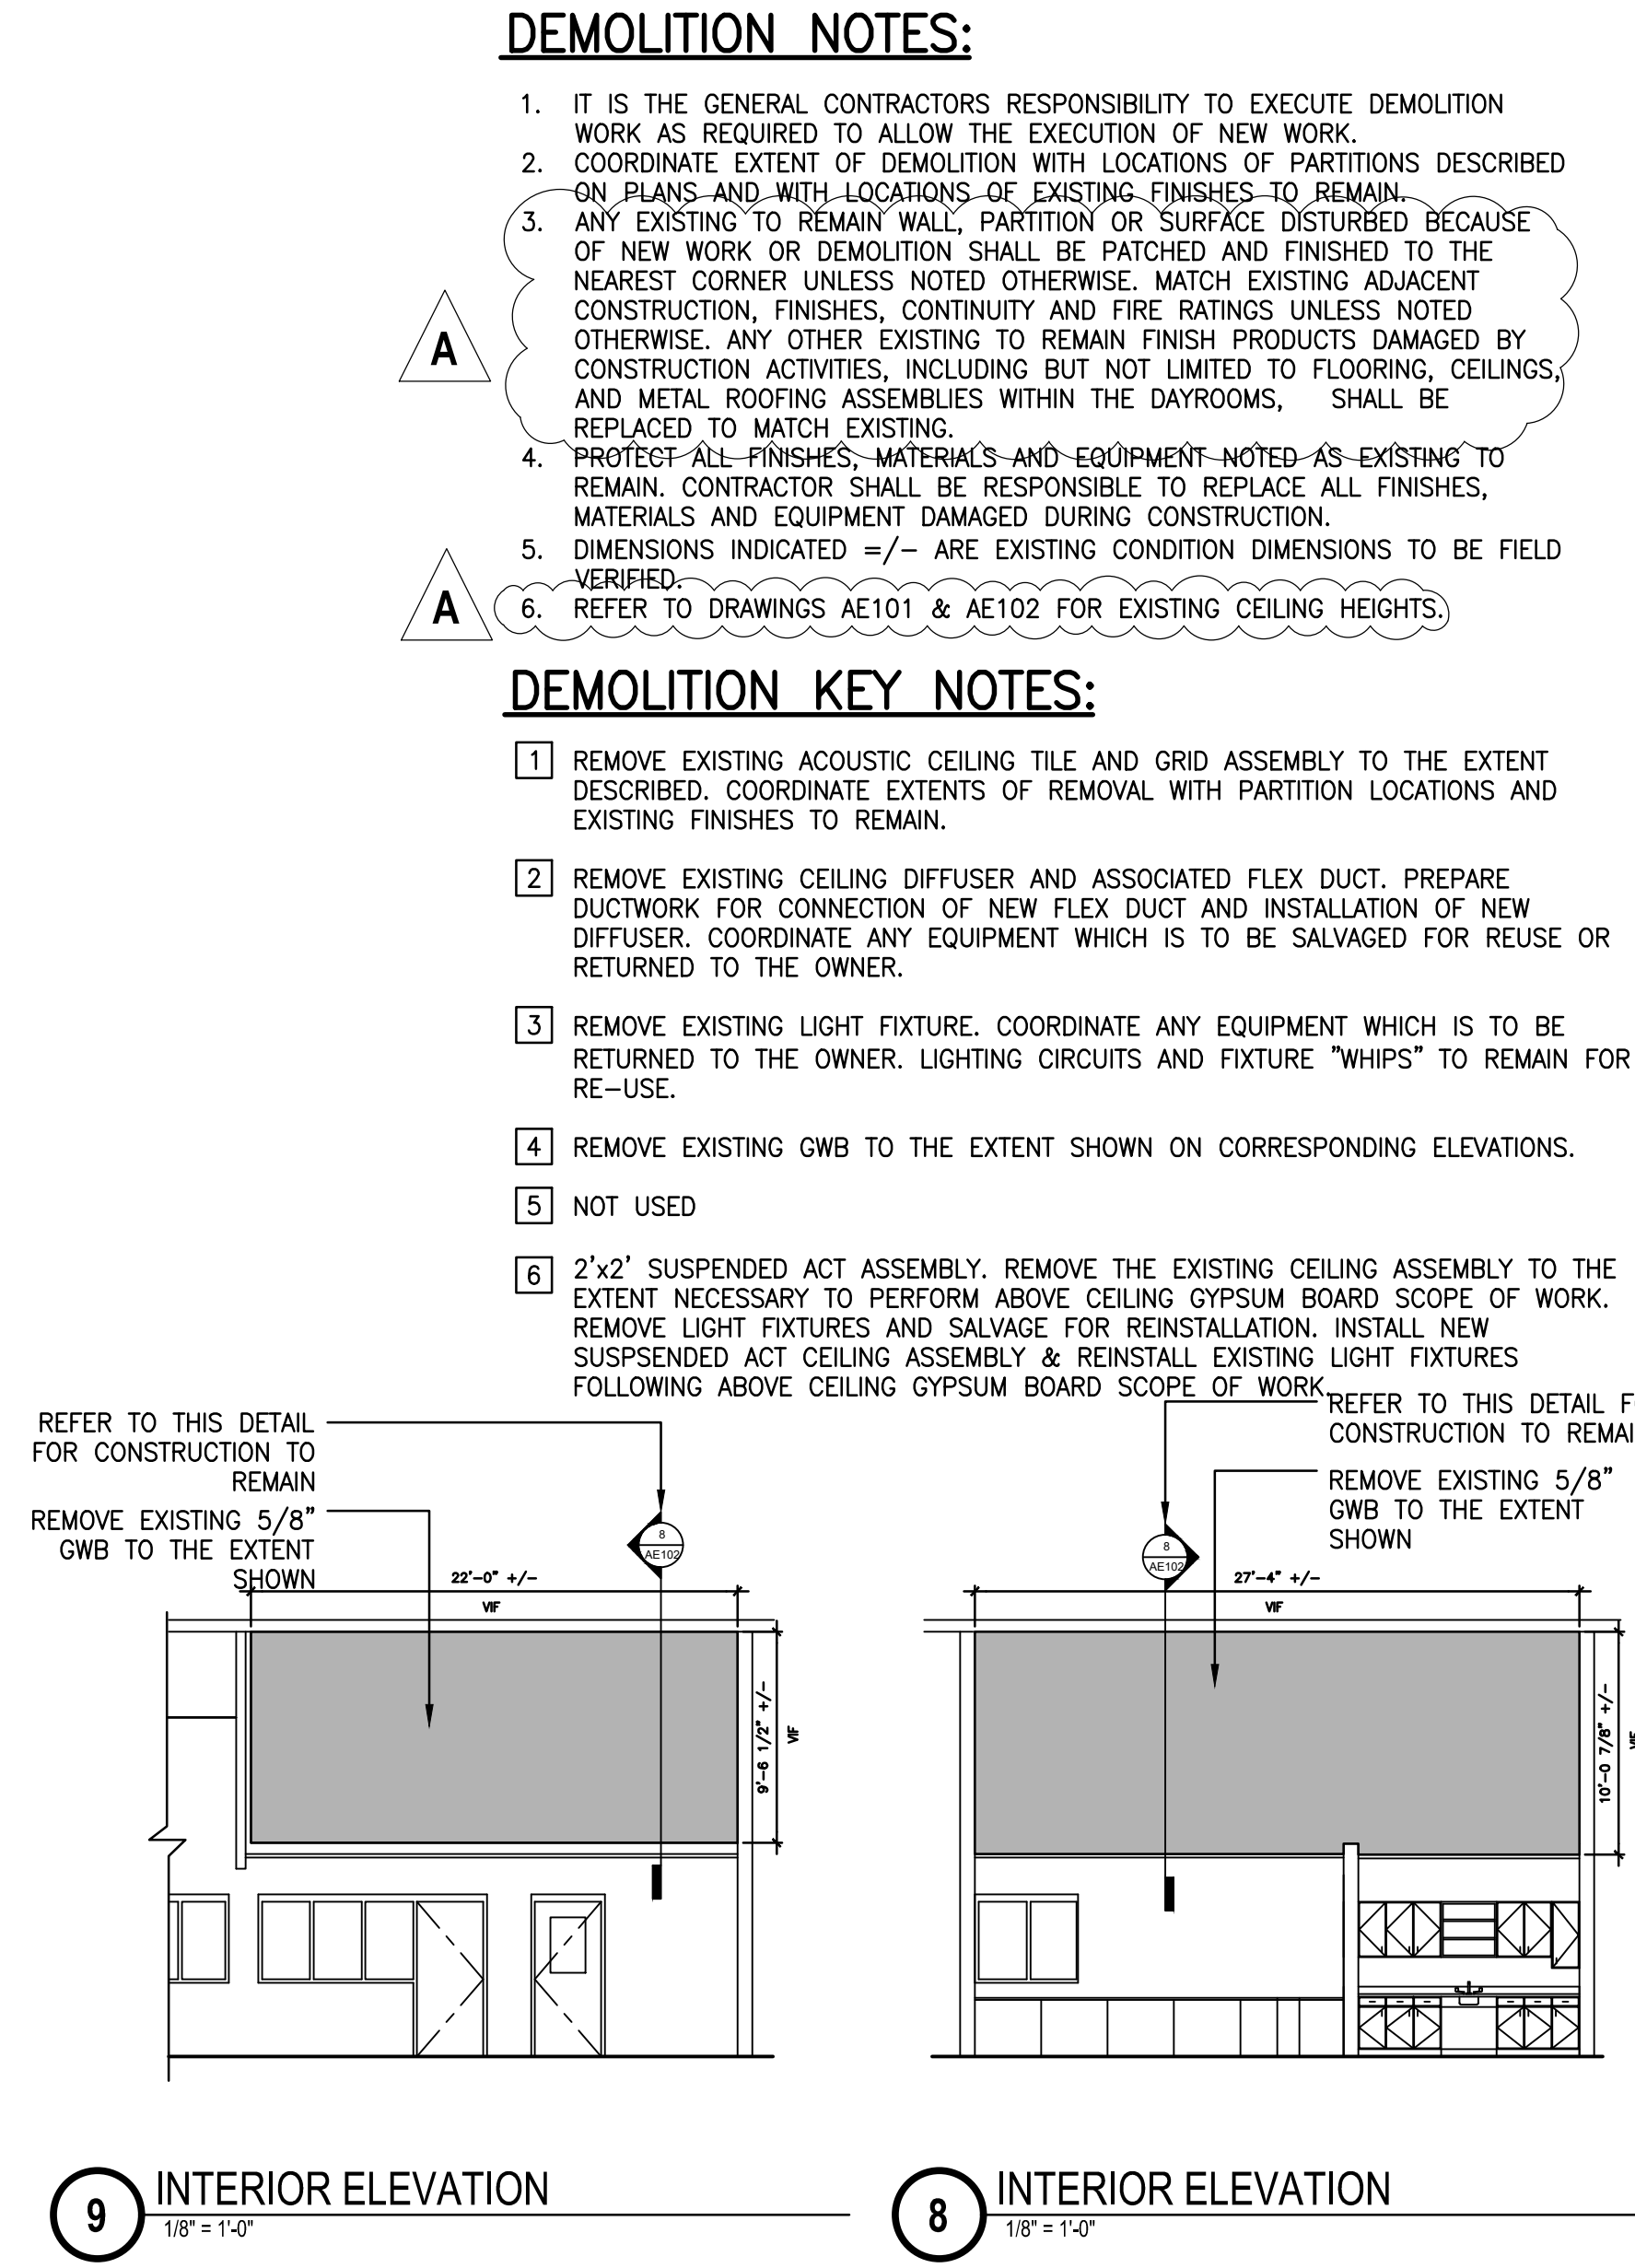 DEMOLITION NOTES:
1. IT IS THE GENERAL CONTRACTORS RESPONSIBILITY TO EXECUTE DEMOLITION
WORK AS REQUIRED TO ALLOW THE EXECUTION OF NEW WORK.
2. COORDINATE EXTENT OF DEMOLITION WITH LOCATIONS OF PARTITIONS DESCRIBED
ON PLANS AND WITH LOCATIONS OF EXISTING FINISHES TO REMAIN.
3. ANY EXISTING TO REMAIN WALL, PARTITION OR SURFACE DISTURBED BECAUSE
OF NEW WORK OR DEMOLITION SHALL BE PATCHED AND FINISHED TO THE
NEAREST CORNER UNLESS NOTED OTHERWISE. MATCH EXISTING ADJACENT
CONSTRUCTION, FINISHES, CONTINUITY AND FIRE RATINGS UNLESS NOTED
OTHERWISE. ANY OTHER EXISTING TO REMAIN FINISH PRODUCTS DAMAGED BY
CONSTRUCTION ACTIVITIES, INCLUDING BUT NOT LIMITED TO FLOORING, CEILINGS,
AND METAL ROOFING ASSEMBLIES WITHIN THE DAYROOMS, SHALL BE
REPLACED TO MATCH EXISTING.
A
4. PROTECT ALL FINISHES, MATERIALS AND EQUIPMENT NOTED AS EXISTING TO
REMAIN. CONTRACTOR SHALL BE RESPONSIBLE TO REPLACE ALL FINISHES,
MATERIALS AND EQUIPMENT DAMAGED DURING CONSTRUCTION.
5. DIMENSIONS INDICATED =/- ARE EXISTING CONDITION DIMENSIONS TO BE FIELD
VERIFIED.
A
6. REFER TO DRAWINGS AE101 & AE102 FOR EXISTING CEILING HEIGHTS.
DEMOLITION KEY NOTES:
1 REMOVE EXISTING ACOUSTIC CEILING TILE AND GRID ASSEMBLY TO THE EXTENT
DESCRIBED. COORDINATE EXTENTS OF REMOVAL WITH PARTITION LOCATIONS AND
EXISTING FINISHES TO REMAIN.
2 REMOVE EXISTING CEILING DIFFUSER AND ASSOCIATED FLEX DUCT. PREPARE
DUCTWORK FOR CONNECTION OF NEW FLEX DUCT AND INSTALLATION OF NEW
DIFFUSER. COORDINATE ANY EQUIPMENT WHICH IS TO BE SALVAGED FOR REUSE OR
RETURNED TO THE OWNER.
3 REMOVE EXISTING LIGHT FIXTURE. COORDINATE ANY EQUIPMENT WHICH IS TO BE
RETURNED TO THE OWNER. LIGHTING CIRCUITS AND FIXTURE "WHIPS" TO REMAIN FOR
RE-USE.
4 REMOVE EXISTING GWB TO THE EXTENT SHOWN ON CORRESPONDING ELEVATIONS.
5 NOT USED
6 2'x2' SUSPENDED ACT ASSEMBLY. REMOVE THE EXISTING CEILING ASSEMBLY TO THE
EXTENT NECESSARY TO PERFORM ABOVE CEILING GYPSUM BOARD SCOPE OF WORK.
REMOVE LIGHT FIXTURES AND SALVAGE FOR REINSTALLATION. INSTALL NEW
SUSPSENDED ACT CEILING ASSEMBLY & REINSTALL EXISTING LIGHT FIXTURES
FOLLOWING ABOVE CEILING GYPSUM BOARD SCOPE OF WORK.
REFER TO THIS DETAIL
FOR CONSTRUCTION TO
REMAIN
REMOVE EXISTING 5/8"
GWB TO THE EXTENT
SHOWN
8
AE102
22'-0" +/-
VIF
9'-6 1/2" +/-
VIF
REFER TO THIS DETAIL
CONSTRUCTION TO REMAI
REMOVE EXISTING 5/8"
GWB TO THE EXTENT
SHOWN
8
AE102
27'-4" +/-
VIF
10'-0 7/8" +/-
9 INTERIOR ELEVATION
1/8" = 1'-0"
8 INTERIOR ELEVATION
1/8" = 1'-0"